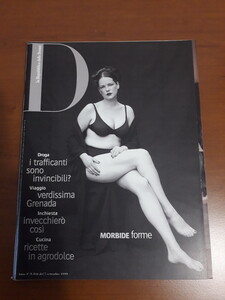 D
Droga
i trafficanti
sono
invincibili?
Viaggio
verdissima
Grenada
Inchiesta
invecchierò
così
Cucina
ricette
in agrodolce
MORBIDE forme